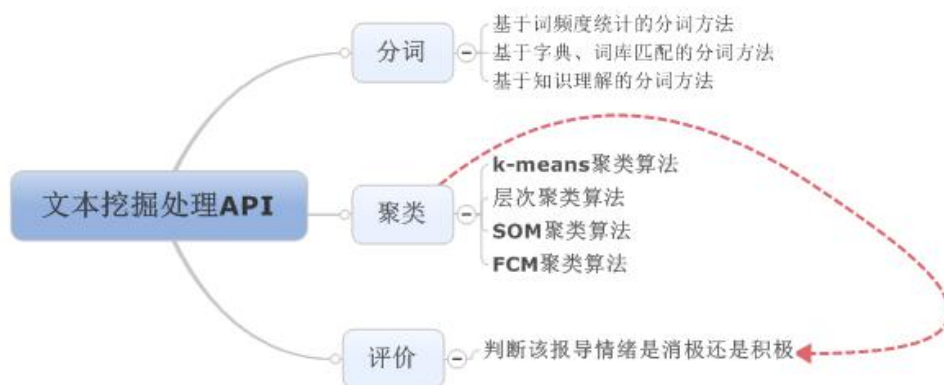 分词
基于词频度统计的分词方法
基于字典、词库匹配的分词方法
基于知识理解的分词方法
文本挖掘处理API
聚类
k-means聚类算法
层次聚类算法
SOM聚类算法
FCM聚类算法
评价
判断该报导情绪是消极还是积极